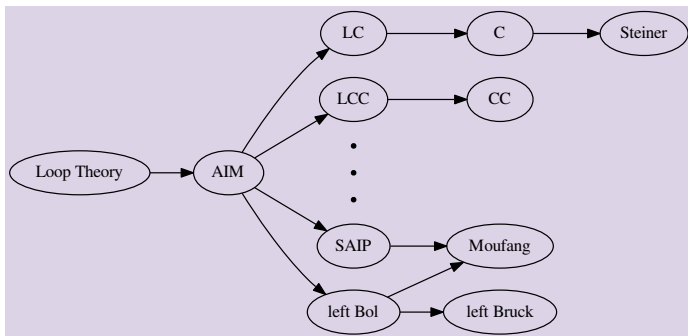 LC
C
Steiner
LCC
CC
Loop Theory
AIM
SAIP
Moufang
left Bol
left Bruck